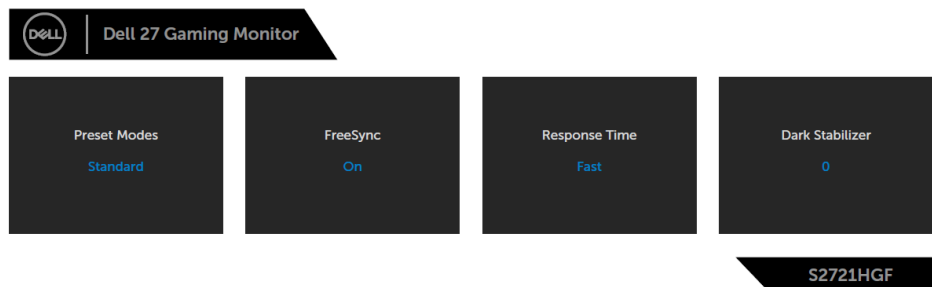 DELL
Dell 27 Gaming Monitor
Preset Modes
Standard
FreeSync
On
Response Time
Fast
Dark Stabilizer
0
S2721HGF